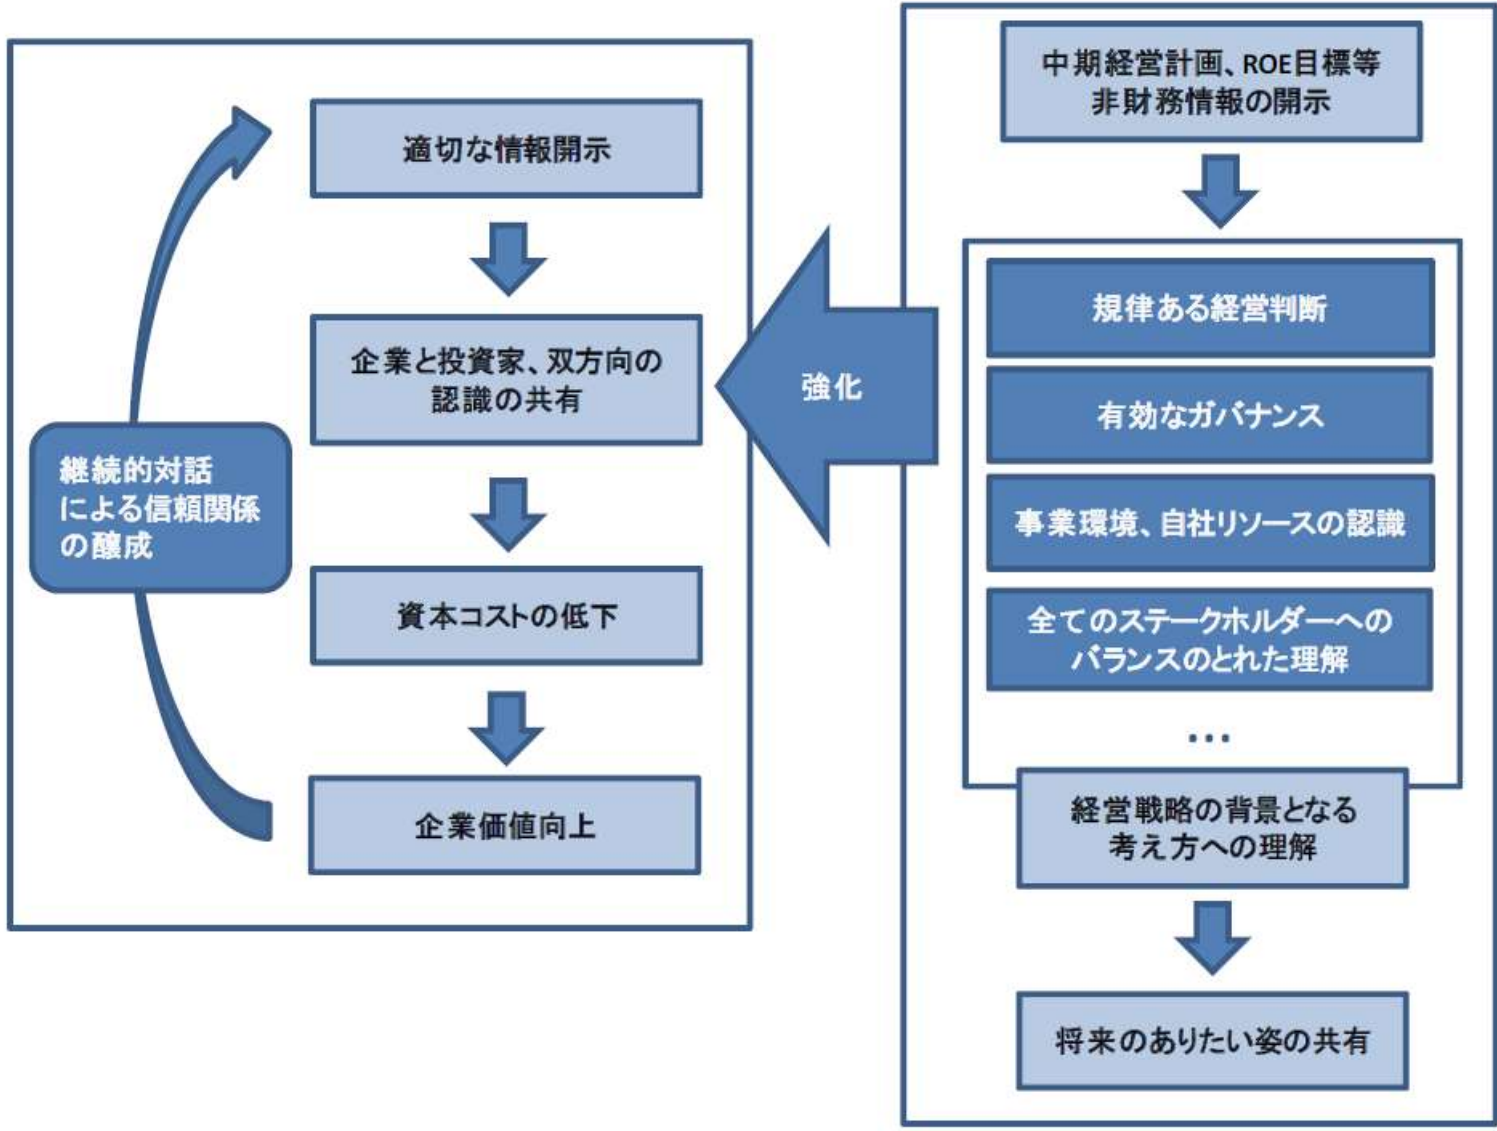 適切な情報開示
企業と投資家、双方向の
認識の共有
資本コストの低下
企業価値向上
継続的対話
による信頼関係
の醸成
強化
中期経営計画、ROE目標等
非財務情報の開示
規律ある経営判断
有効なガバナンス
事業環境、自社リソースの認識
全てのステークホルダーへの
バランスのとれた理解
…
経営戦略の背景となる
考え方への理解
将来のありたい姿の共有